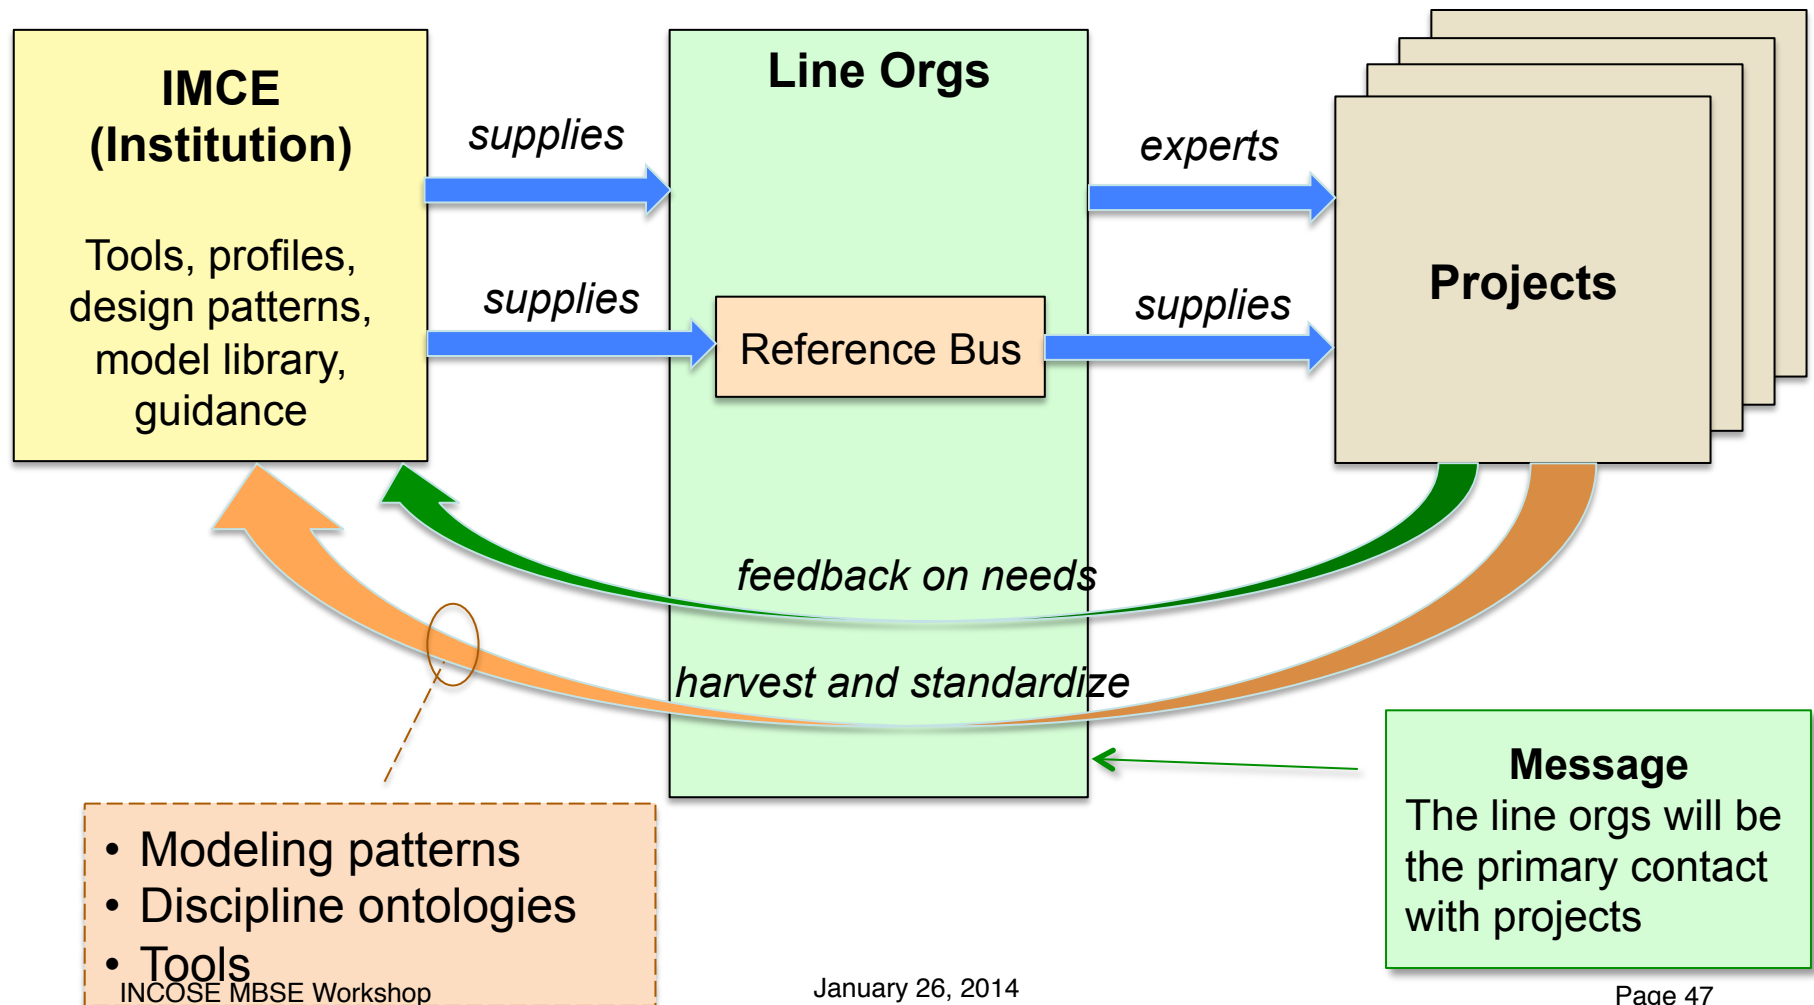 IMCE
(Institution)
Tools, profiles,
design patterns,
model library,
guidance
supplies
supplies
Line Orgs
Reference Bus
experts
supplies
Projects
feedback on needs
harvest and standardize
• Modeling patterns
• Discipline ontologies
• Tools
Message
The line orgs will be
the primary contact
with projects
INCOSE MBSE Workshop
January 26, 2014
Page 47